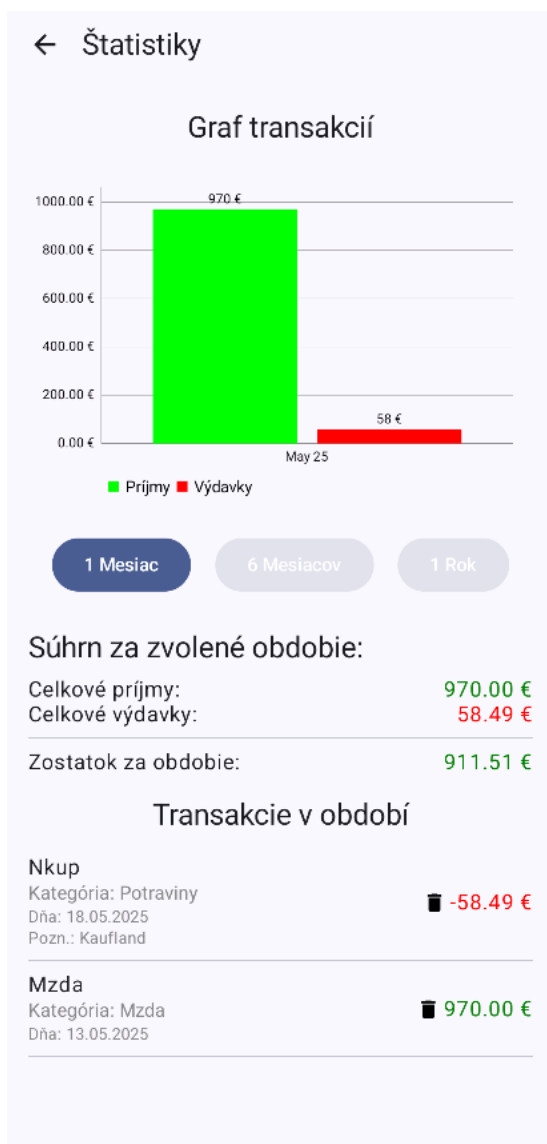 Štatistiky
Graf transakcií
970 €
1000.00 €
800.00 €
600.00 €
400.00 €
200.00 €
58 €
0.00 €
May 25
Príjmy Výdavky
1 Mesiac 6 Mesiacov 1 Rok
Súhrn za zvolené obdobie:
Celkové príjmy: 970.00 €
Celkové výdavky: 58.49 €
Zostatok za obdobie: 911.51 €
Transakcie v období
Nkup
Kategória: Potraviny
-58.49 €
Dňa: 18.05.2025
Pozn.: Kaufland
Mzda
Kategória: Mzda 970.00 €
Dňa: 13.05.2025